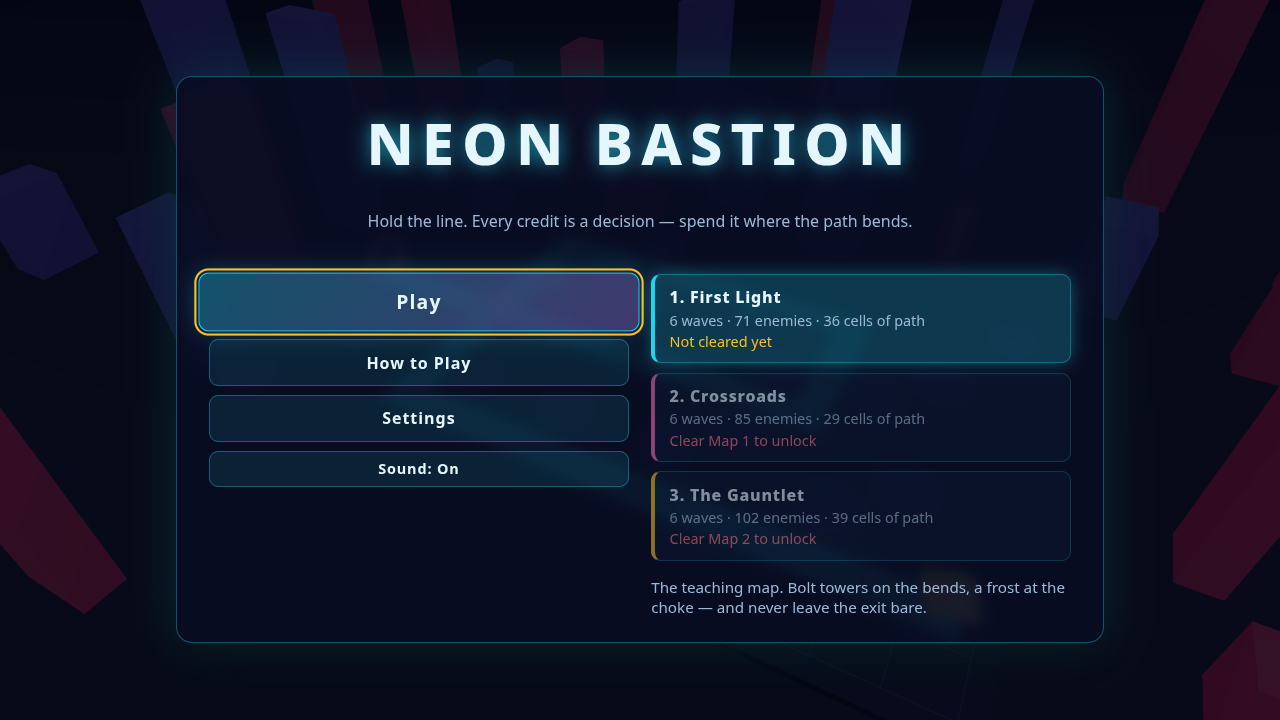 NEON BASTION
Hold the line. Every credit is a decision — spend it where the path bends.
Play
How to Play
Settings
Sound: On
1. First Light
6 waves · 71 enemies · 36 cells of path
Not cleared yet
2. Crossroads
6 waves · 85 enemies · 29 cells of path
Clear Map 1 to unlock
3. The Gauntlet
6 waves · 102 enemies · 39 cells of path
Clear Map 2 to unlock
The teaching map. Bolt towers on the bends, a frost at the
choke — and never leave the exit bare.